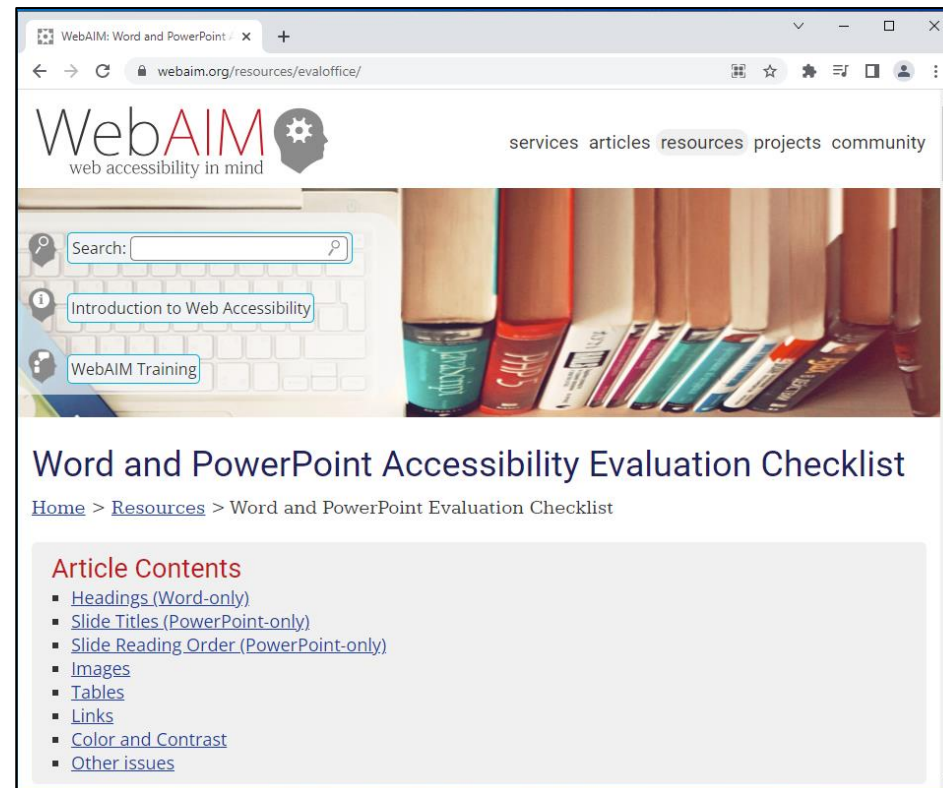 WebAIM: Word and PowerPoint
webaim.org/resources/evaloffice/
WebAIM
web accessibility in mind
services articles resources projects community
Search:
Introduction to Web Accessibility
WebAIM Training
JavaScript
PHP 5
Word and PowerPoint Accessibility Evaluation Checklist
Home > Resources > Word and PowerPoint Evaluation Checklist
Article Contents
Headings (Word-only)
Slide Titles (PowerPoint-only)
Slide Reading Order (PowerPoint-only)
Images
Tables
Links
Color and Contrast
Other issues